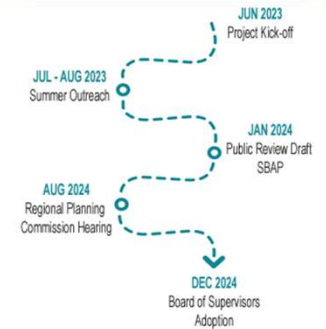 JUN 2023
Project Kick-off
JUL - AUG 2023
Summer Outreach
JAN 2024
Public Review Draft
SBAP
AUG 2024
Regional Planning
Commission Hearing
DEC 2024
Board of Supervisors
Adoption